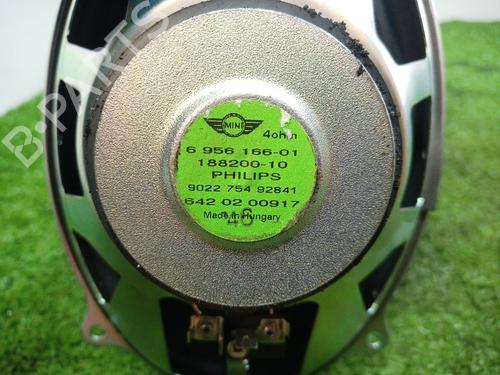 B-PARTS
MINI
4ohm
6 956 166-01
188200-10
PHILIPS
9022 754 92841
642 02 00917
Made in Hungary